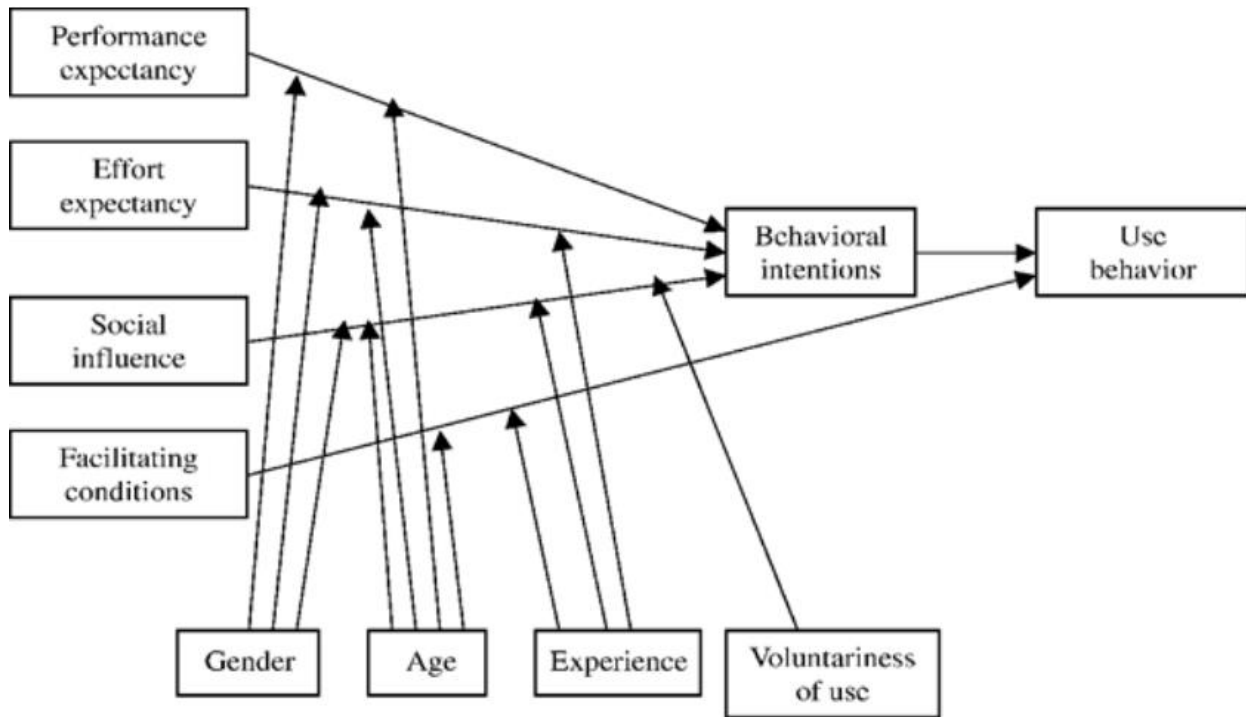 Performance
expectancy
Effort
expectancy
Social
influence
Facilitating
conditions
Behavioral
intentions
Use
behavior
Gender
Age
Experience
Voluntariness
of use